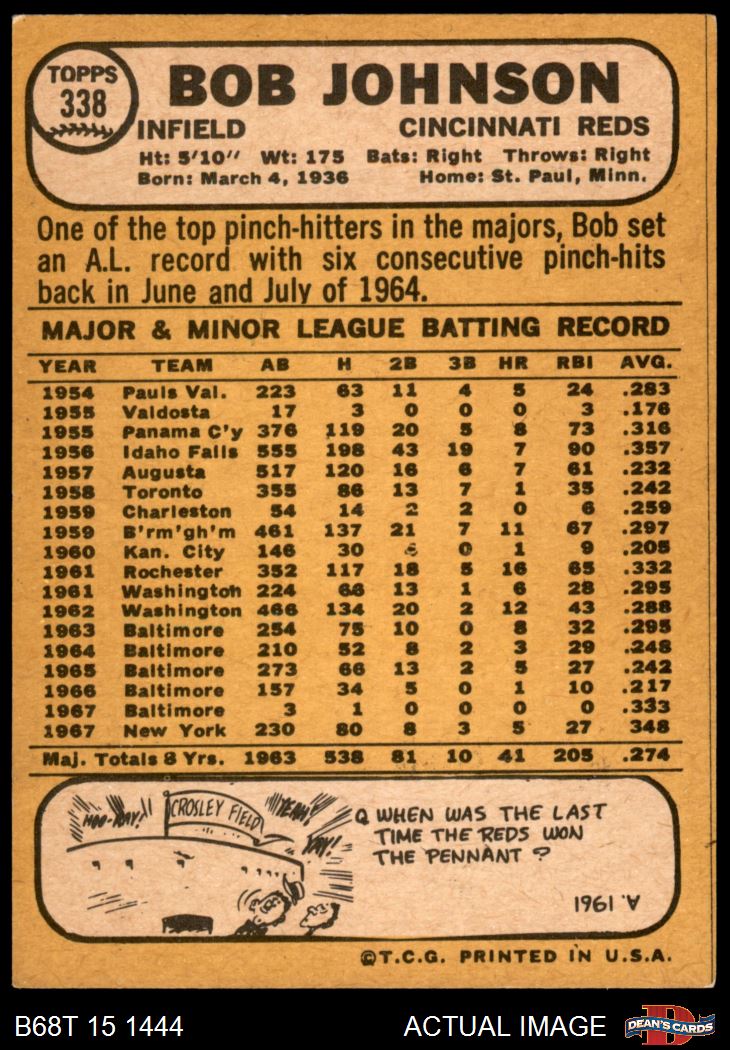 TOPPS
338
BOB JOHNSON
INFIELD CINCINNATI REDS
Ht: 5'10" Wt: 175 Bats: Right Throws: Right
Born: March 4, 1936 Home: St. Paul, Minn.
One of the top pinch-hitters in the majors, Bob set
an A.L. record with six consecutive pinch-hits
back in June and July of 1964.
MAJOR & MINOR LEAGUE BATTING RECORD
YEAR TEAM AB H 2B 3B HR RBI AVG.
1954 Pauls Val. 223 63 11 4 5 24 .283
1955 Valdosta 17 3 0 0 0 3 .176
1955 Panama C'y 376 119 20 5 8 73 .316
1956 Idaho Falls 555 198 43 19 7 90 .357
1957 Augusta 517 120 16 6 7 61 .232
1958 Toronto 355 86 13 7 1 35 .242
1959 Charleston 54 14 2 2 0 6 .259
1959 B'rm'gh'm 461 137 21 7 11 67 .297
1960 Kan. City 146 30 0 1 9 .205
1961 Rochester 352 117 18 5 16 65 .332
1961 Washington 224 66 13 1 6 28 .295
1962 Washington 466 134 20 2 12 43 .288
1963 Baltimore 254 75 10 0 8 32 .295
1964 Baltimore 210 52 8 2 3 29 .248
1965 Baltimore 273 66 13 2 5 27 .242
1966 Baltimore 157 34 5 0 1 10 .217
1967 Baltimore 3 1 0 0 0 0 .333
1967 New York 230 80 8 3 5 27 348
Maj. Totals 8 Yrs. 1963 538 81 10 41 205 .274
HOO-RAY! CROSLEY FIELD YEAH! YAY!
Q WHEN WAS THE LAST
TIME THE REDS WON
THE PENNANT ?
A. 1961
©T.C.G. PRINTED IN U.S.A.
B68T 15 1444 ACTUAL IMAGE D DEAN'S CARDS